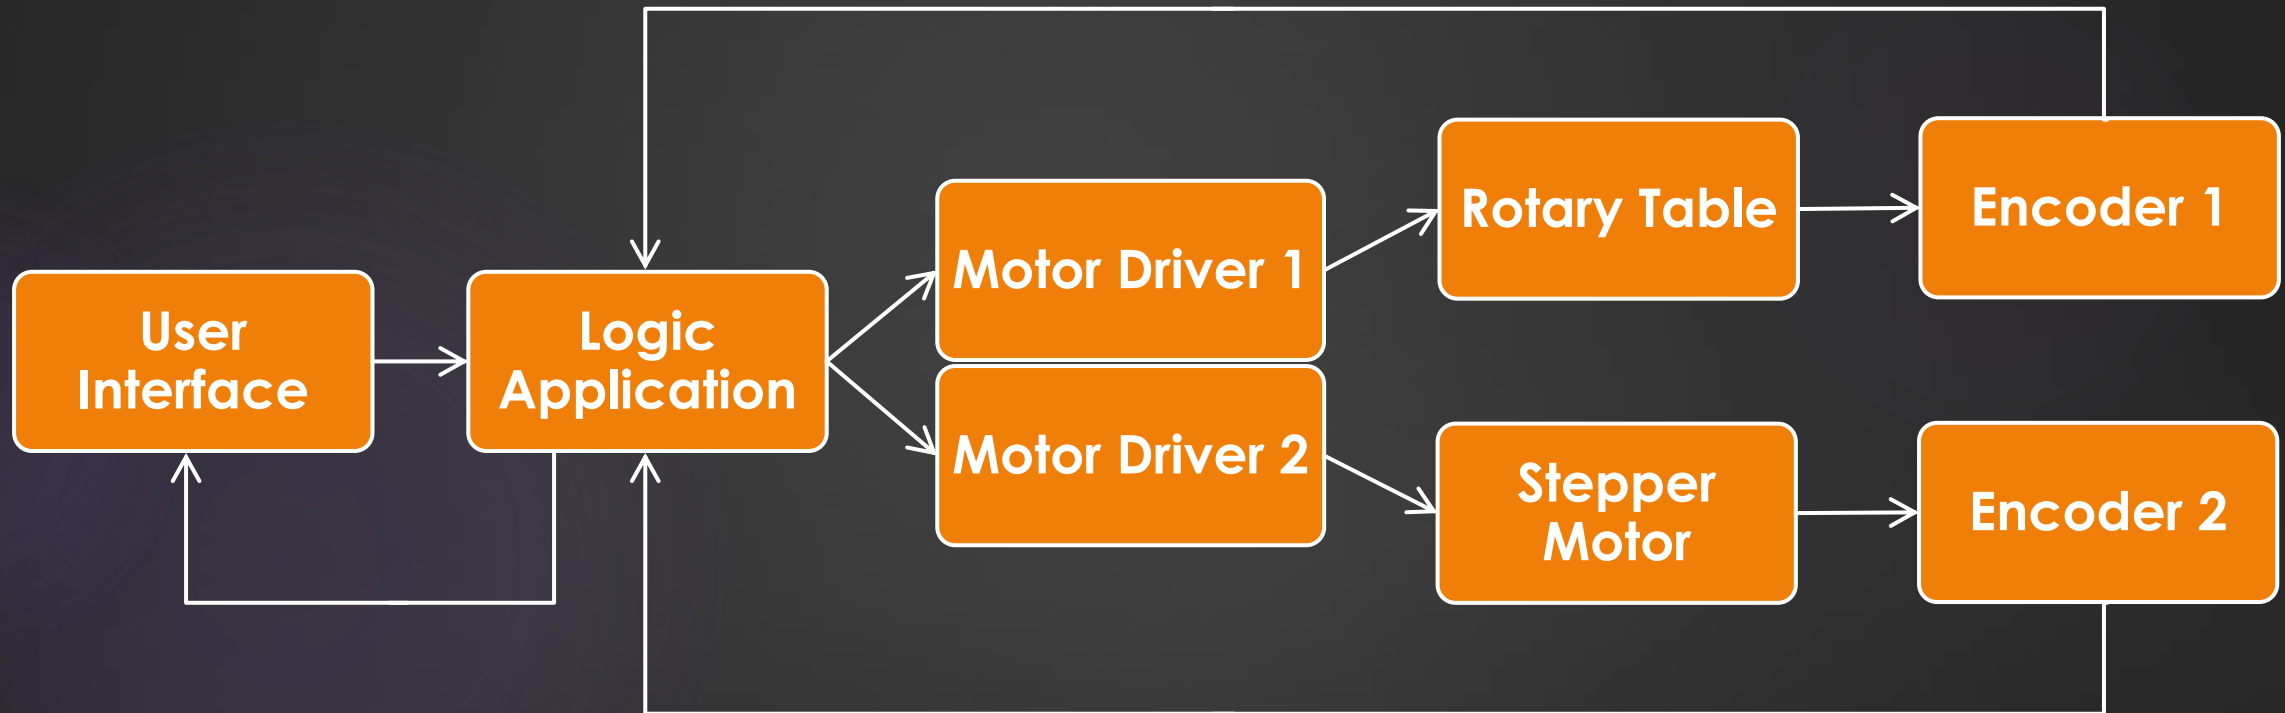 User
Interface
Logic
Application
Motor Driver 1
Motor Driver 2
Rotary Table
Stepper
Motor
Encoder 1
Encoder 2